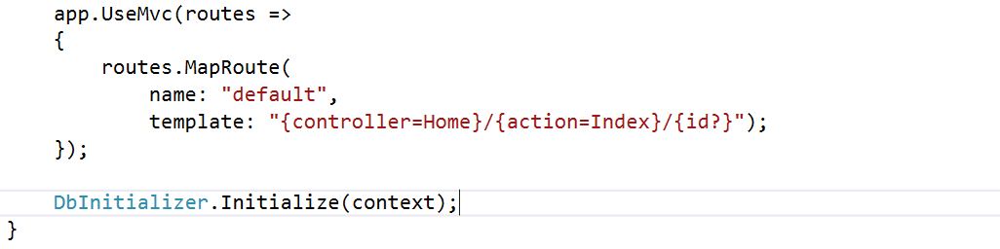 app.UseMvc(routes =>
{
routes.MapRoute(
name: "default",
template: "{controller=Home}/{action=Index}/{id?}");
});
DbInitializer.Initialize(context);
}